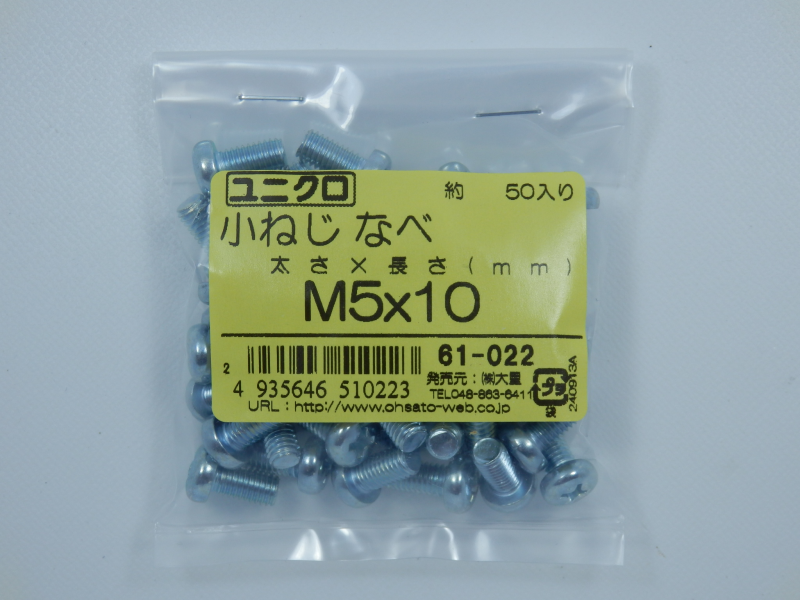 ユニクロ 約 50入り
小ねじ なべ
太さ×長さ(mm)
M5x10
2 61-022
4 935646 510223 発売元:㈱大里
TEL048-863-6411 プラ
URL:http://www.ohsato-web.co.jp 袋
240913A